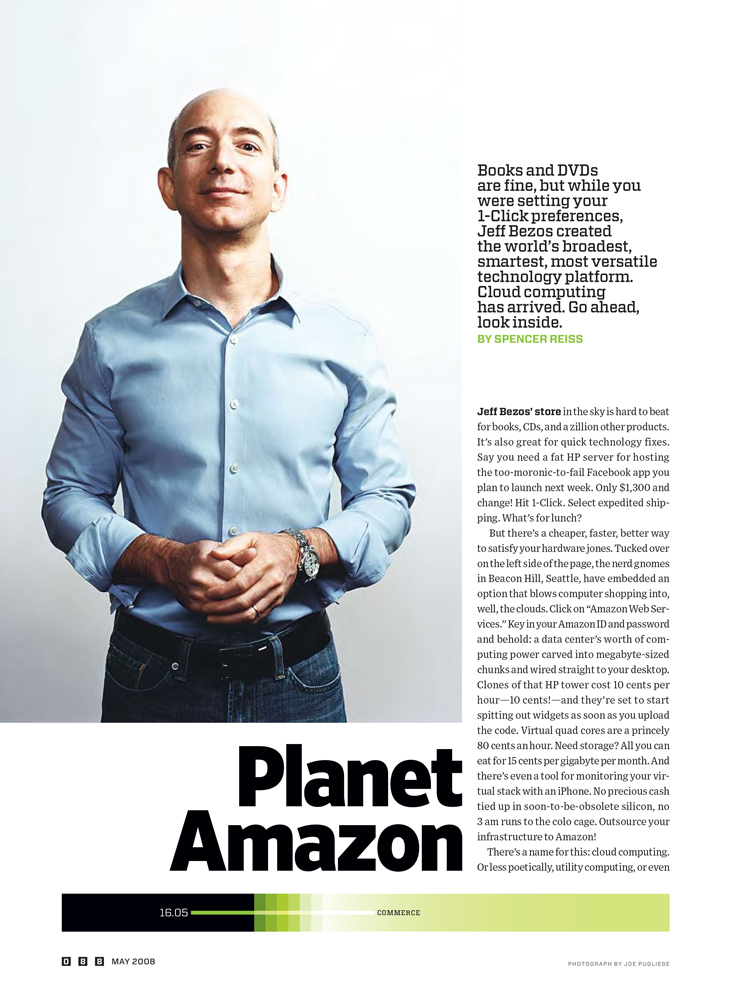 Books and DVDs
are fine, but while you
were setting your
1-Click preferences,
Jeff Bezos created
the world's broadest,
smartest, most versatile
technology platform.
Cloud computing
has arrived. Go ahead,
look inside.
BY SPENCER REISS
Jeff Bezos' store in the sky is hard to beat
for books, CDs, and a zillion other products.
It's also great for quick technology fixes.
Say you need a fat HP server for hosting
the too-moronic-to-fail Facebook app you
plan to launch next week. Only $1,300 and
change! Hit 1-Click. Select expedited ship-
ping. What's for lunch?
But there's a cheaper, faster, better way
to satisfy your hardware jones. Tucked over
on the left side of the page, the nerd gnomes
in Beacon Hill, Seattle, have embedded an
option that blows computer shopping into,
well, the clouds. Click on “Amazon Web Ser-
vices.” Key in your Amazon ID and password
and behold: a data center's worth of com-
puting power carved into megabyte-sized
chunks and wired straight to your desktop.
Clones of that HP tower cost 10 cents per
hour—10 cents!—and they're set to start
spitting out widgets as soon as you upload
the code. Virtual quad cores are a princely
80 cents an hour. Need storage? All you can
eat for 15 cents per gigabyte per month. And
there's even a tool for monitoring your vir-
tual stack with an iPhone. No precious cash
tied up in soon-to-be-obsolete silicon, no
3 am runs to the colo cage. Outsource your
infrastructure to Amazon!
There's a name for this: cloud computing.
Or less poetically, utility computing, or even
Planet
Amazon
16.05 COMMERCE
MAY 2008
PHOTOGRAPH BY JOE PUGLIESE